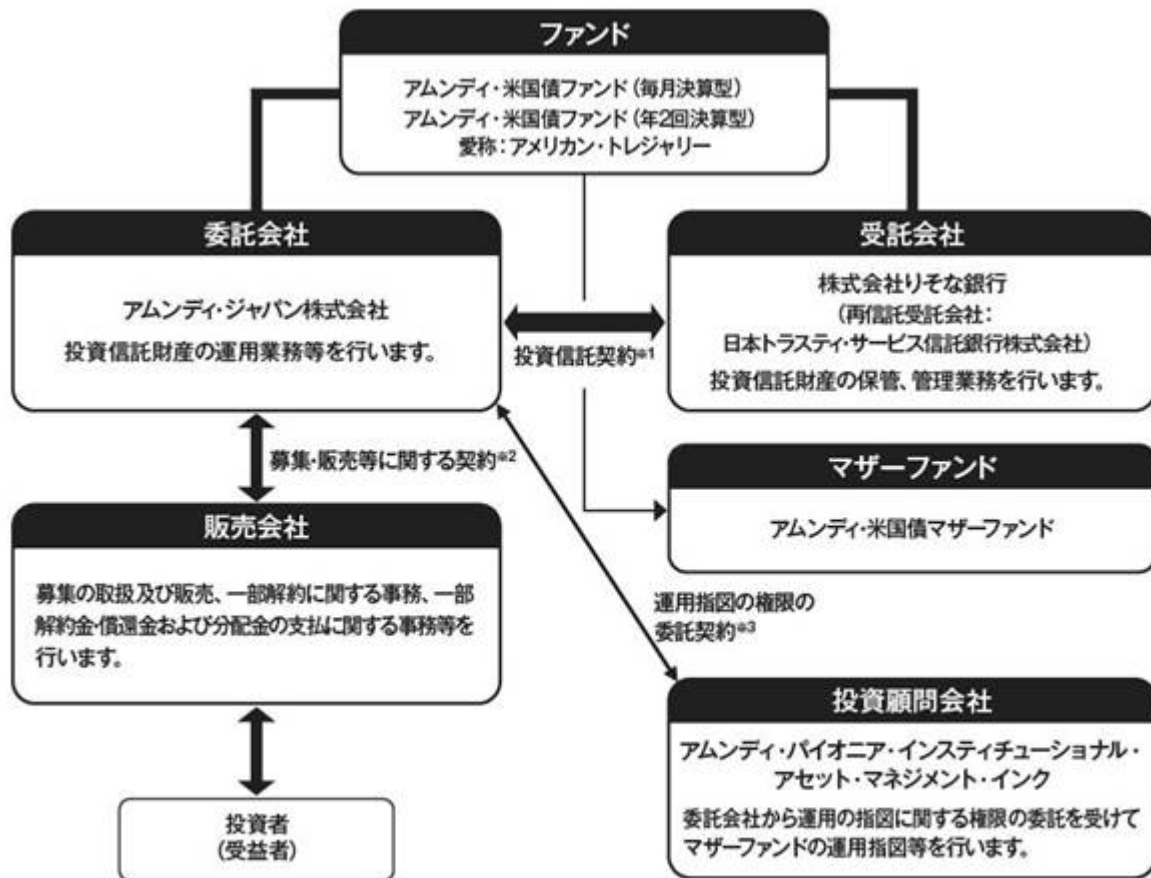 ファンド
アムンディ・米国債ファンド（毎月決算型）
アムンディ・米国債ファンド（年2回決算型）
愛称：アメリカン・トレジャリー
委託会社
アムンディ・ジャパン株式会社
投資信託財産の運用業務等を行います。
投資信託契約※1
受託会社
株式会社りそな銀行
（再信託受託会社：
日本トラスティ・サービス信託銀行株式会社）
投資信託財産の保管、管理業務を行います。
募集・販売等に関する契約※2
マザーファンド
アムンディ・米国債マザーファンド
販売会社
募集の取扱及び販売、一部解約に関する事務、一部
解約金・償還金および分配金の支払に関する事務等を
行います。
運用指図の権限の
委託契約※3
投資顧問会社
アムンディ・パイオニア・インスティチューショナル・
アセット・マネジメント・インク
委託会社から運用の指図に関する権限の委託を受けて
マザーファンドの運用指図等を行います。
投資者
（受益者）